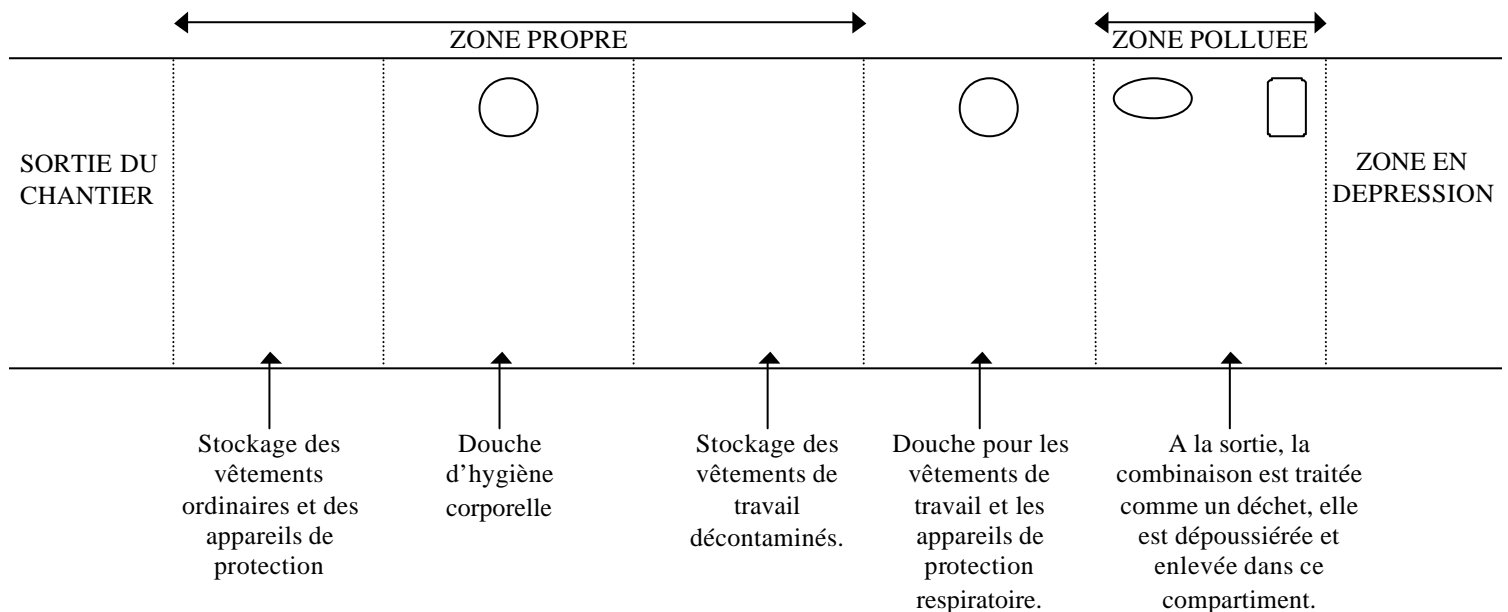 ZONE PROPRE
ZONE POLLUEE
SORTIE DU
CHANTIER
ZONE EN
DEPRESSION
Stockage des
vêtements
ordinaires et des
appareils de
protection
Douche
d’hygiène
corporelle
Stockage des
vêtements de
travail
décontaminés.
Douche pour les
vêtements de
travail et les
appareils de
protection
respiratoire.
A la sortie, la
combinaison est traitée
comme un déchet, elle
est dépoussiérée et
enlevée dans ce
compartiment.